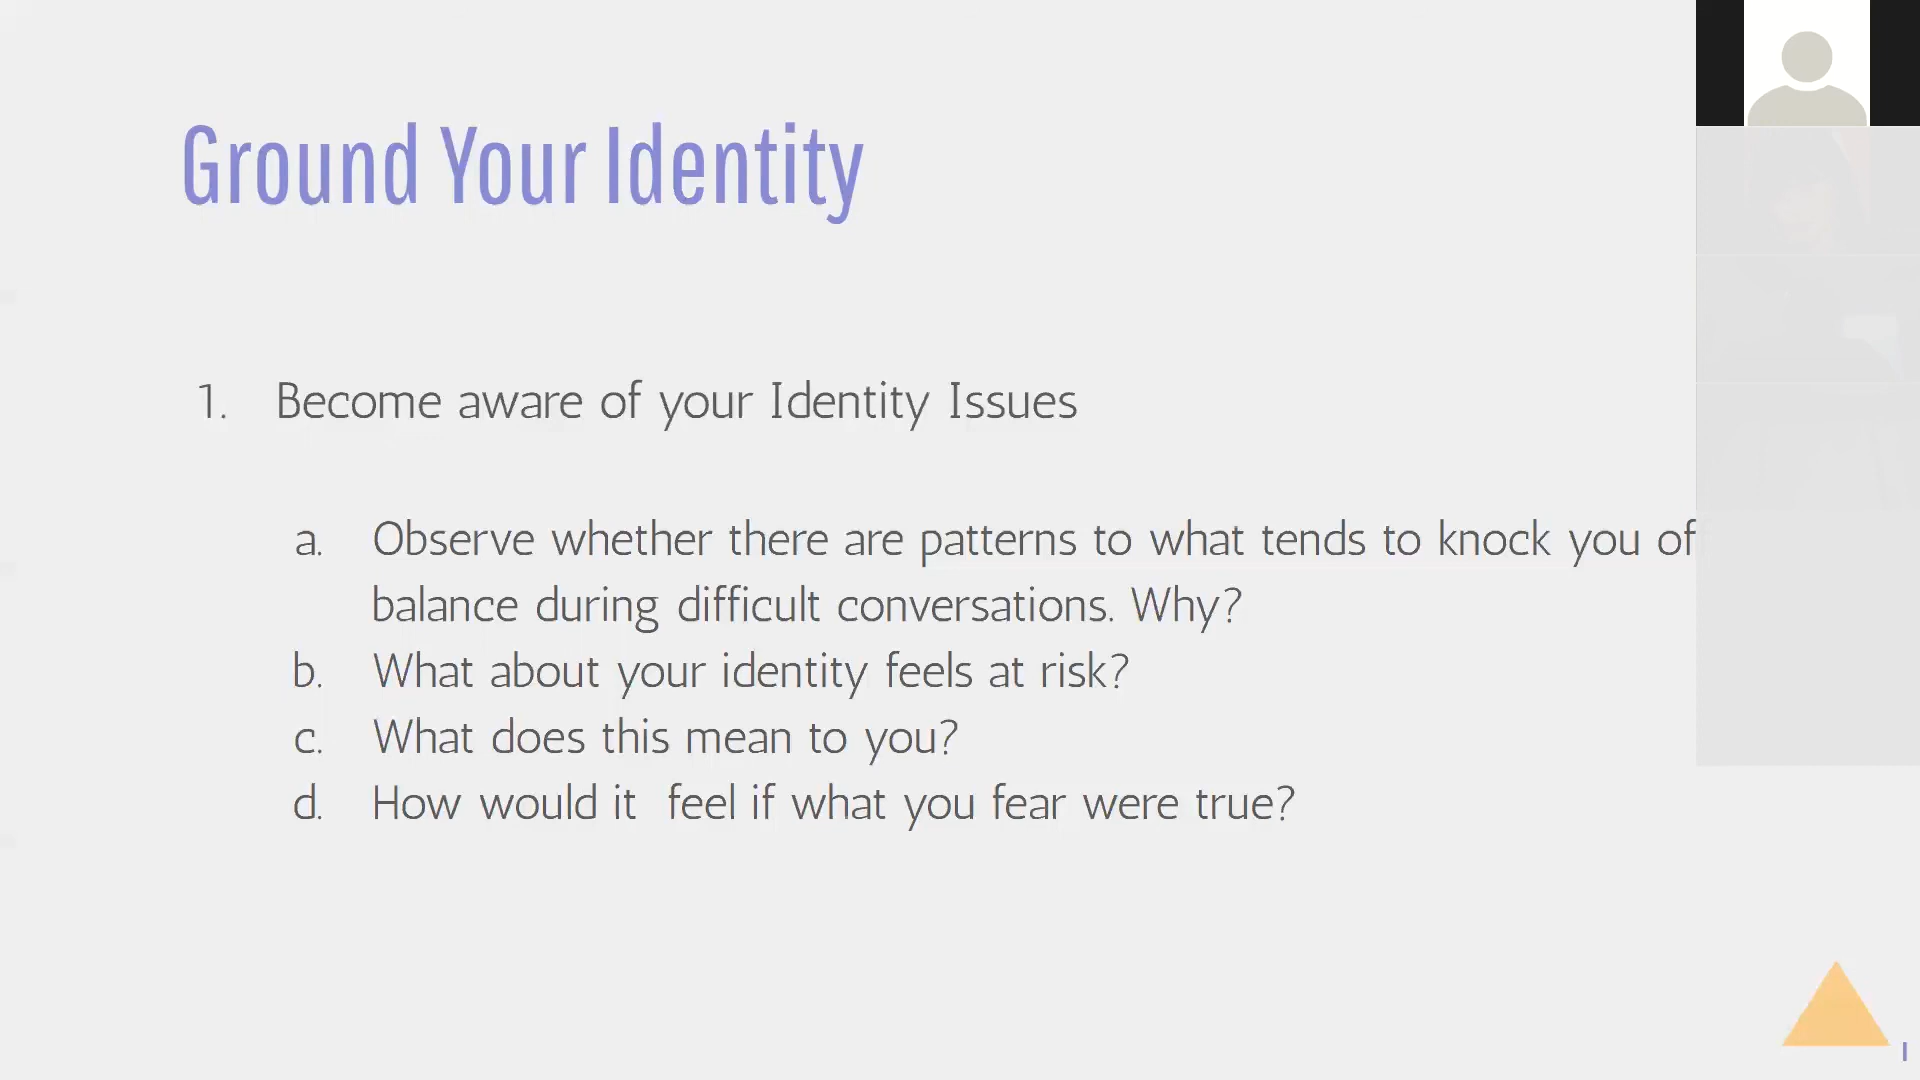 Ground Your Identity
1. Become aware of your Identity Issues
a. Observe whether there are patterns to what tends to knock you of
balance during difficult conversations. Why?
b. What about your identity feels at risk?
c. What does this mean to you?
d. How would it feel if what you fear were true?